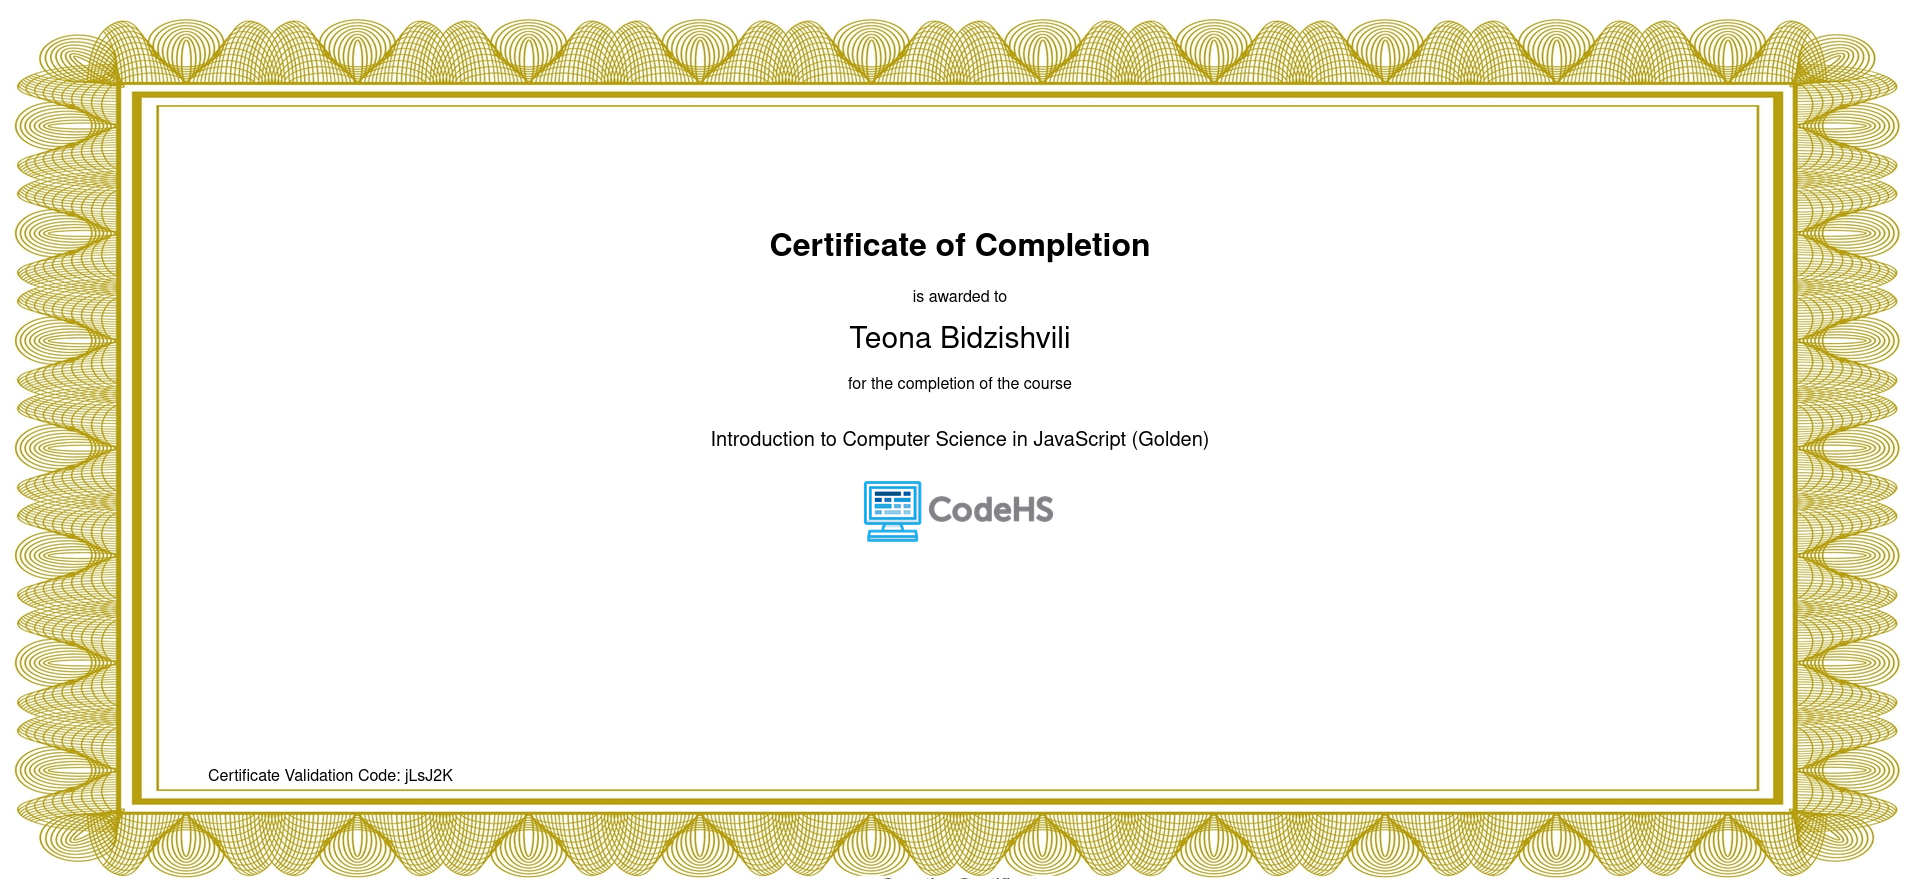 Certificate of Completion
is awarded to
Teona Bidzishvili
for the completion of the course
Introduction to Computer Science in JavaScript (Golden)
CodeHS
Certificate Validation Code: jLsJ2K